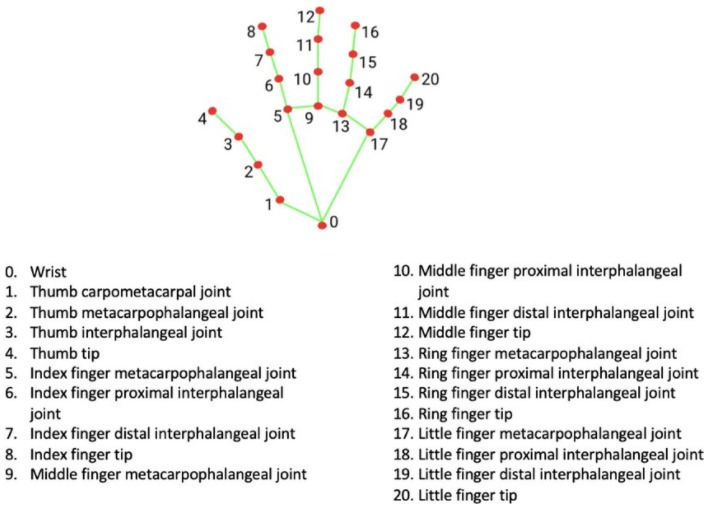 12
8
16
11
7
15
10
6
20
14
19
4
5
9
18
13
3
17
2
1
0
0. Wrist
1. Thumb carpometacarpal joint
2. Thumb metacarpophalangeal joint
3. Thumb interphalangeal joint
4. Thumb tip
5. Index finger metacarpophalangeal joint
6. Index finger proximal interphalangeal
joint
7. Index finger distal interphalangeal joint
8. Index finger tip
9. Middle finger metacarpophalangeal joint
10. Middle finger proximal interphalangeal
joint
11. Middle finger distal interphalangeal joint
12. Middle finger tip
13. Ring finger metacarpophalangeal joint
14. Ring finger proximal interphalangeal joint
15. Ring finger distal interphalangeal joint
16. Ring finger tip
17. Little finger metacarpophalangeal joint
18. Little finger proximal interphalangeal joint
19. Little finger distal interphalangeal joint
20. Little finger tip